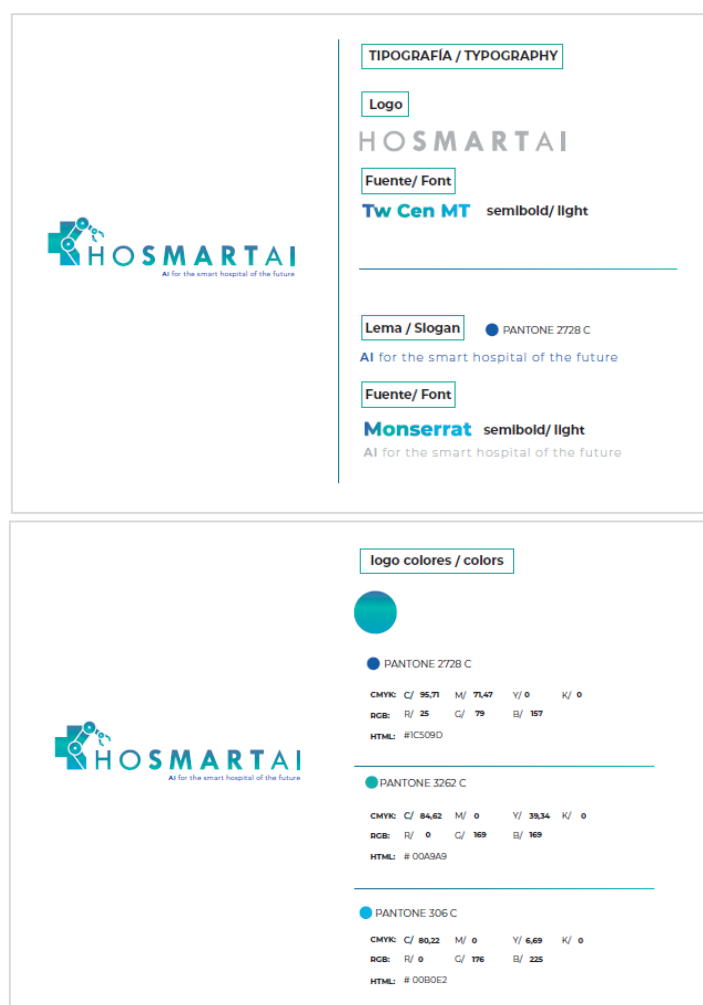 TIPOGRAFÍA / TYPOGRAPHY
Logo
HOSMARTAI
Fuente/ Font
Tw Cen MT semibold/ light
HOSMARTAI
AI for the smart hospital of the future
Lema / Slogan PANTONE 2728 C
AI for the smart hospital of the future
Fuente/ Font
Monserrat semibold/ light
AI for the smart hospital of the future
logo colores / colors
PANTONE 2728 C
CMYK: C/ 95,71 M/ 71,47 Y/ 0 K/ 0
RGB: R/ 25 G/ 79 B/ 157
HTML: #1C509D
HOSMARTAI
AI for the smart hospital of the future
PANTONE 3262 C
CMYK: C/ 84,62 M/ 0 Y/ 39,34 K/ 0
RGB: R/ 0 G/ 169 B/ 169
HTML: # 00A9A9
PANTONE 306 C
CMYK: C/ 80,22 M/ 0 Y/ 6,69 K/ 0
RGB: R/ 0 G/ 176 B/ 225
HTML: # 00B0E2